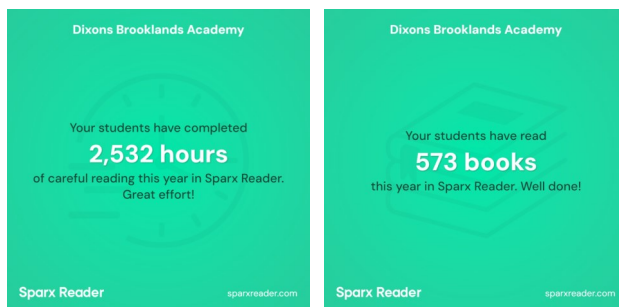 Dixons Brooklands Academy
Your students have completed
2,532 hours
of careful reading this year in Sparx Reader.
Great effort!
Sparx Reader
sparxreader.com
Dixons Brooklands Academy
Your students have read
573 books
this year in Sparx Reader. Well done!
Sparx Reader
sparxreader.com